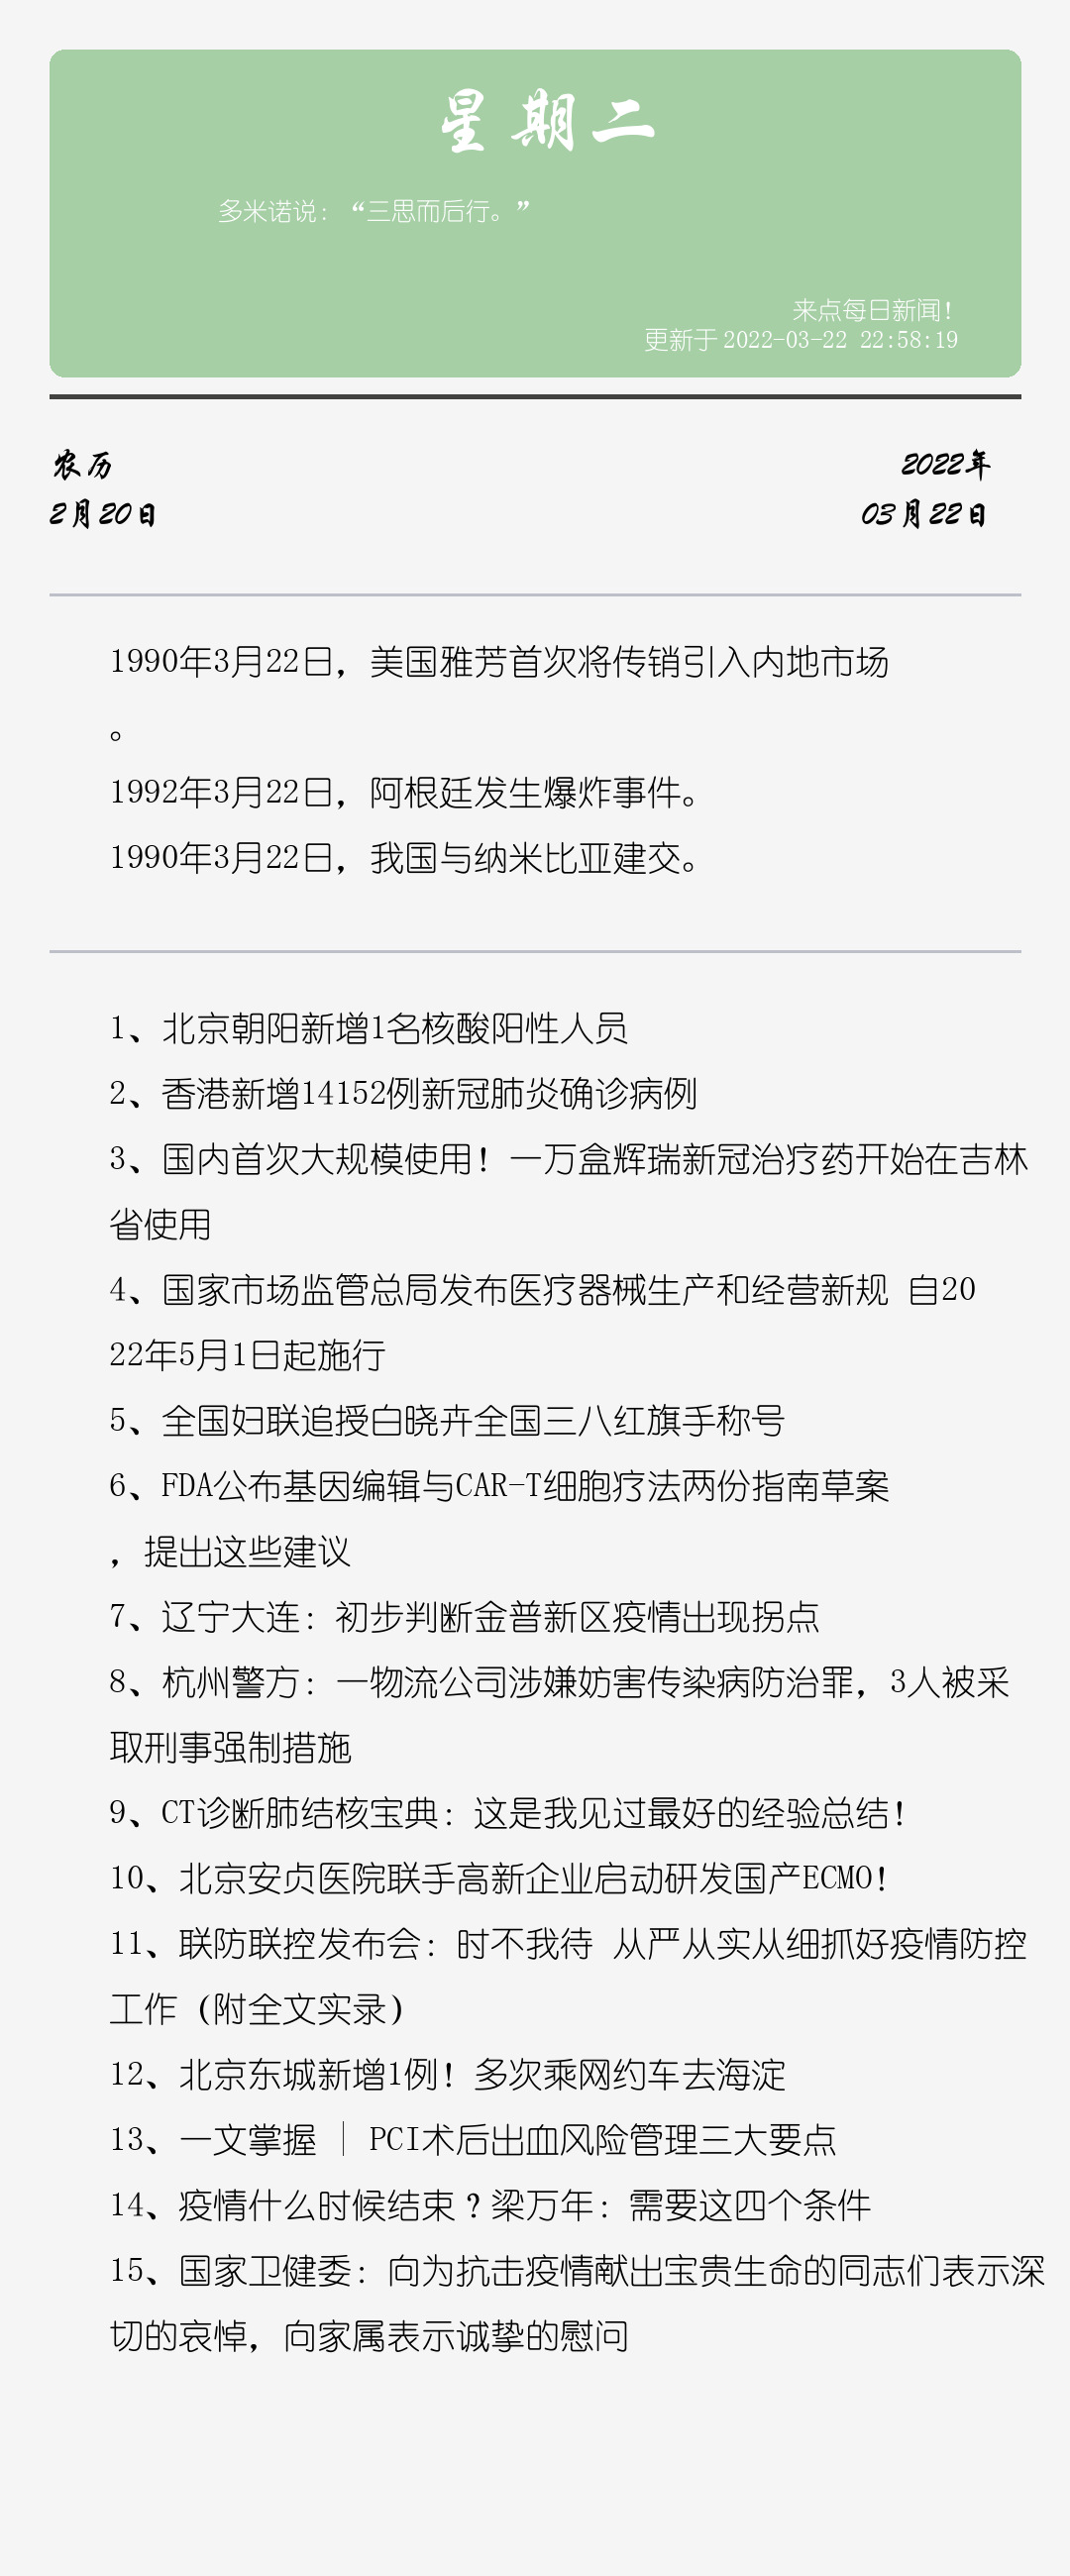 星期二
多米诺说：“三思而后行。”
来点每日新闻！
更新于 2022-03-22 22:58:19
农历
2022年
2月20日
03月22日
1990年3月22日，美国雅芳首次将传销引入内地市场
。
1992年3月22日，阿根廷发生爆炸事件。
1990年3月22日，我国与纳米比亚建交。
1、北京朝阳新增1名核酸阳性人员
2、香港新增14152例新冠肺炎确诊病例
3、国内首次大规模使用！一万盒辉瑞新冠治疗药开始在吉林
省使用
4、国家市场监管总局发布医疗器械生产和经营新规 自20
22年5月1日起施行
5、全国妇联追授白晓卉全国三八红旗手称号
6、FDA公布基因编辑与CAR-T细胞疗法两份指南草案
，提出这些建议
7、辽宁大连：初步判断金普新区疫情出现拐点
8、杭州警方：一物流公司涉嫌妨害传染病防治罪，3人被采
取刑事强制措施
9、CT诊断肺结核宝典：这是我见过最好的经验总结！
10、北京安贞医院联手高新企业启动研发国产ECMO！
11、联防联控发布会：时不我待 从严从实从细抓好疫情防控
工作（附全文实录）
12、北京东城新增1例！多次乘网约车去海淀
13、一文掌握｜PCI术后出血风险管理三大要点
14、疫情什么时候结束？梁万年：需要这四个条件
15、国家卫健委：向为抗击疫情献出宝贵生命的同志们表示深
切的哀悼，向家属表示诚挚的慰问